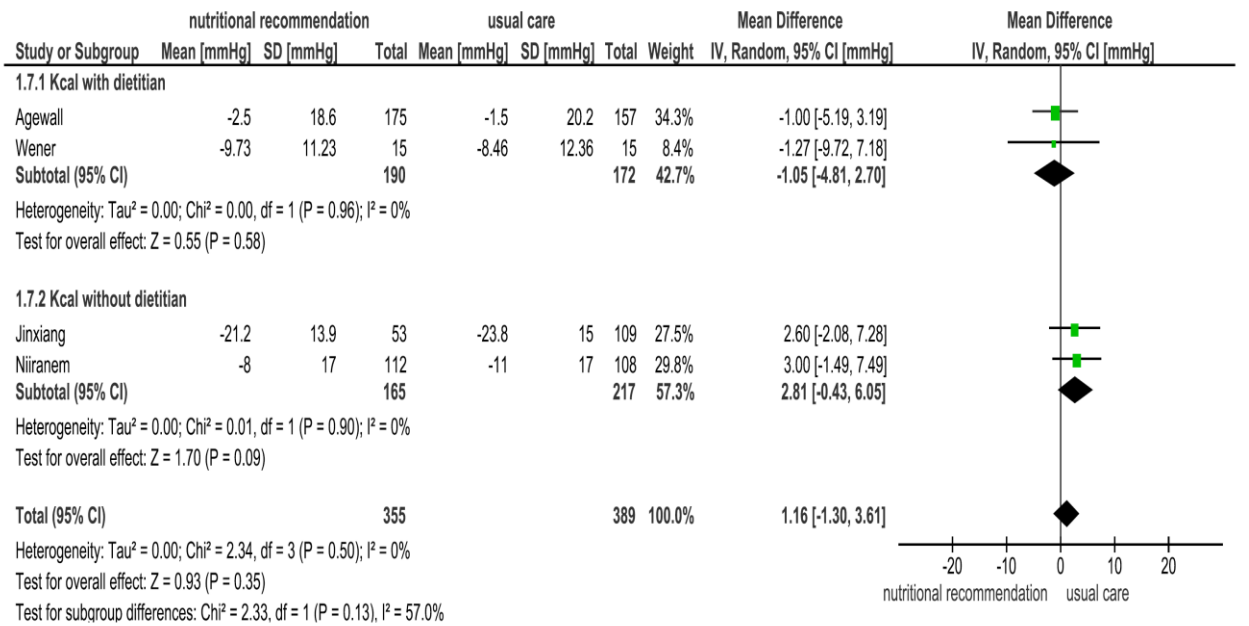 nutritional recommendation usual care Mean Difference Mean Difference
Study or Subgroup Mean [mmHg] SD [mmHg] Total Mean [mmHg] SD [mmHg] Total Weight IV, Random, 95% CI [mmHg] IV, Random, 95% CI [mmHg]
1.7.1 Kcal with dietitian
Agewall -2.5 18.6 175 -1.5 20.2 157 34.3% -1.00 [-5.19, 3.19]
Wener -9.73 11.23 15 -8.46 12.36 15 8.4% -1.27 [-9.72, 7.18]
Subtotal (95% CI) 190 172 42.7% -1.05 [-4.81, 2.70]
Heterogeneity: Tau² = 0.00; Chi² = 0.00, df = 1 (P = 0.96); I² = 0%
Test for overall effect: Z = 0.55 (P = 0.58)
1.7.2 Kcal without dietitian
Jinxiang -21.2 13.9 53 -23.8 15 109 27.5% 2.60 [-2.08, 7.28]
Niiranem -8 17 112 -11 17 108 29.8% 3.00 [-1.49, 7.49]
Subtotal (95% CI) 165 217 57.3% 2.81 [-0.43, 6.05]
Heterogeneity: Tau² = 0.00; Chi² = 0.01, df = 1 (P = 0.90); I² = 0%
Test for overall effect: Z = 1.70 (P = 0.09)
Total (95% CI) 355 389 100.0% 1.16 [-1.30, 3.61]
Heterogeneity: Tau² = 0.00; Chi² = 2.34, df = 3 (P = 0.50); I² = 0%
Test for overall effect: Z = 0.93 (P = 0.35)
Test for subgroup differences: Chi² = 2.33, df = 1 (P = 0.13), I² = 57.0%
-20 -10 0 10 20
nutritional recommendation usual care